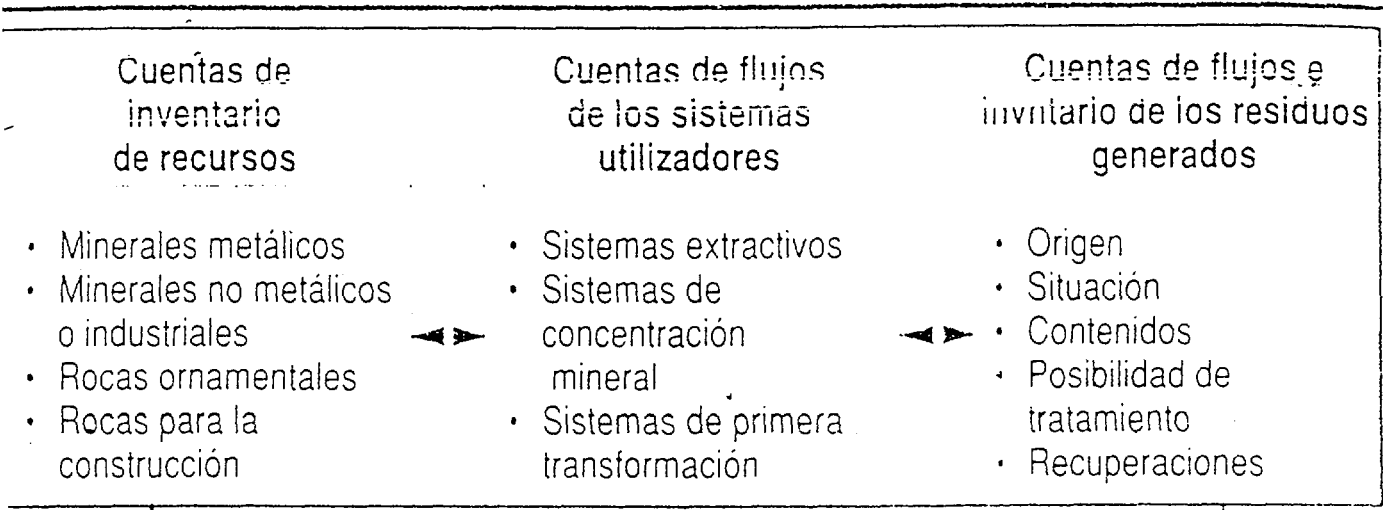 Cuentas de
inventario
de recursos
• Minerales metálicos
• Minerales no metálicos
o industriales
• Rocas ornamentales
• Rocas para la
construcción
Cuentas de flujos
de los sistemas
utilizadores
• Sistemas extractivos
• Sistemas de
concentración
mineral
• Sistemas de primera
transformación
Cuentas de flujos e
invntario de los residuos
generados
• Origen
• Situación
• Contenidos
• Posibilidad de
tratamiento
• Recuperaciones